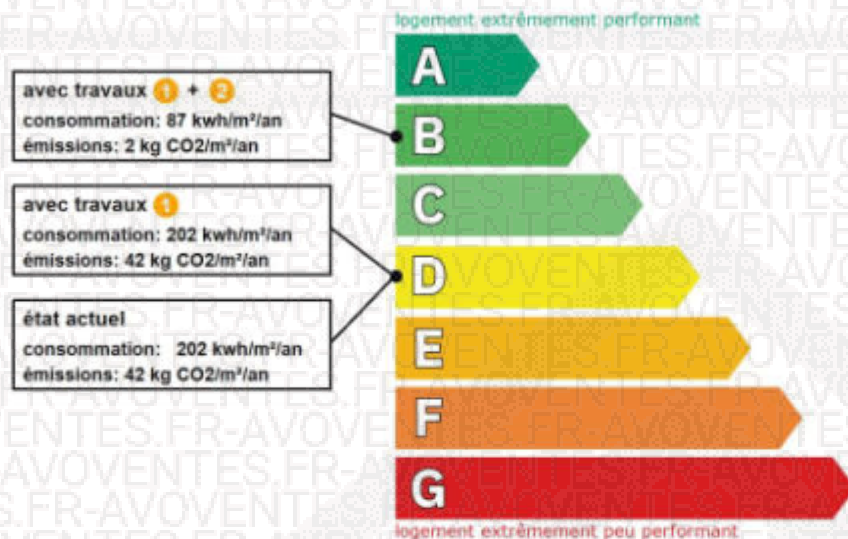 logement extrêmement performant
A
avec travaux 1 + 2
consommation: 87 kwh/m²/an
émissions: 2 kg CO2/m²/an
B
avec travaux 1
consommation: 202 kwh/m²/an
émissions: 42 kg CO2/m²/an
C
D
état actuel
consommation: 202 kwh/m²/an
émissions: 42 kg CO2/m²/an
E
F
G
logement extrêmement peu performant
AVOVENTES.FR